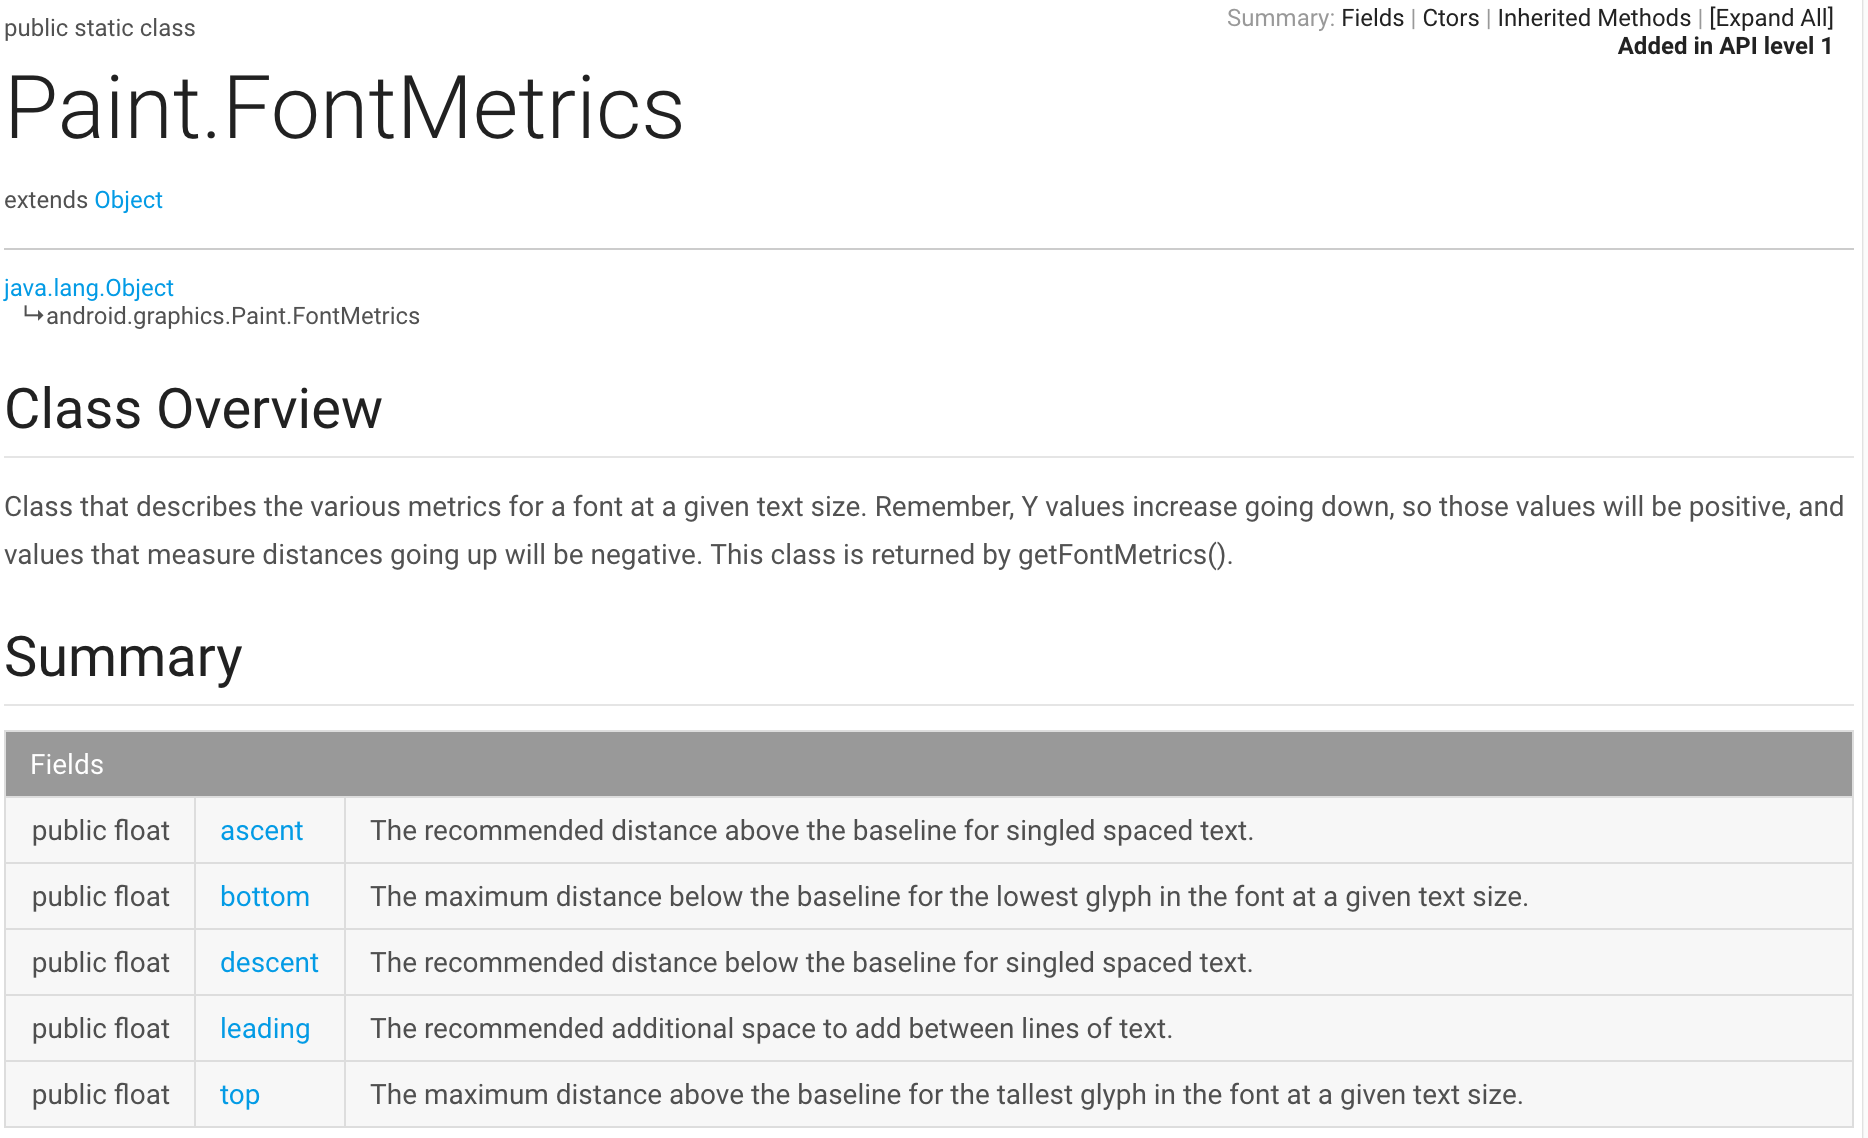 public static class
Summary: Fields | Ctors | Inherited Methods | [Expand All]
Added in API level 1
Paint.FontMetrics
extends Object
java.lang.Object
↳android.graphics.Paint.FontMetrics
Class Overview
Class that describes the various metrics for a font at a given text size. Remember, Y values increase going down, so those values will be positive, and
values that measure distances going up will be negative. This class is returned by getFontMetrics().
Summary
Fields
public float ascent The recommended distance above the baseline for singled spaced text.
public float bottom The maximum distance below the baseline for the lowest glyph in the font at a given text size.
public float descent The recommended distance below the baseline for singled spaced text.
public float leading The recommended additional space to add between lines of text.
public float top The maximum distance above the baseline for the tallest glyph in the font at a given text size.